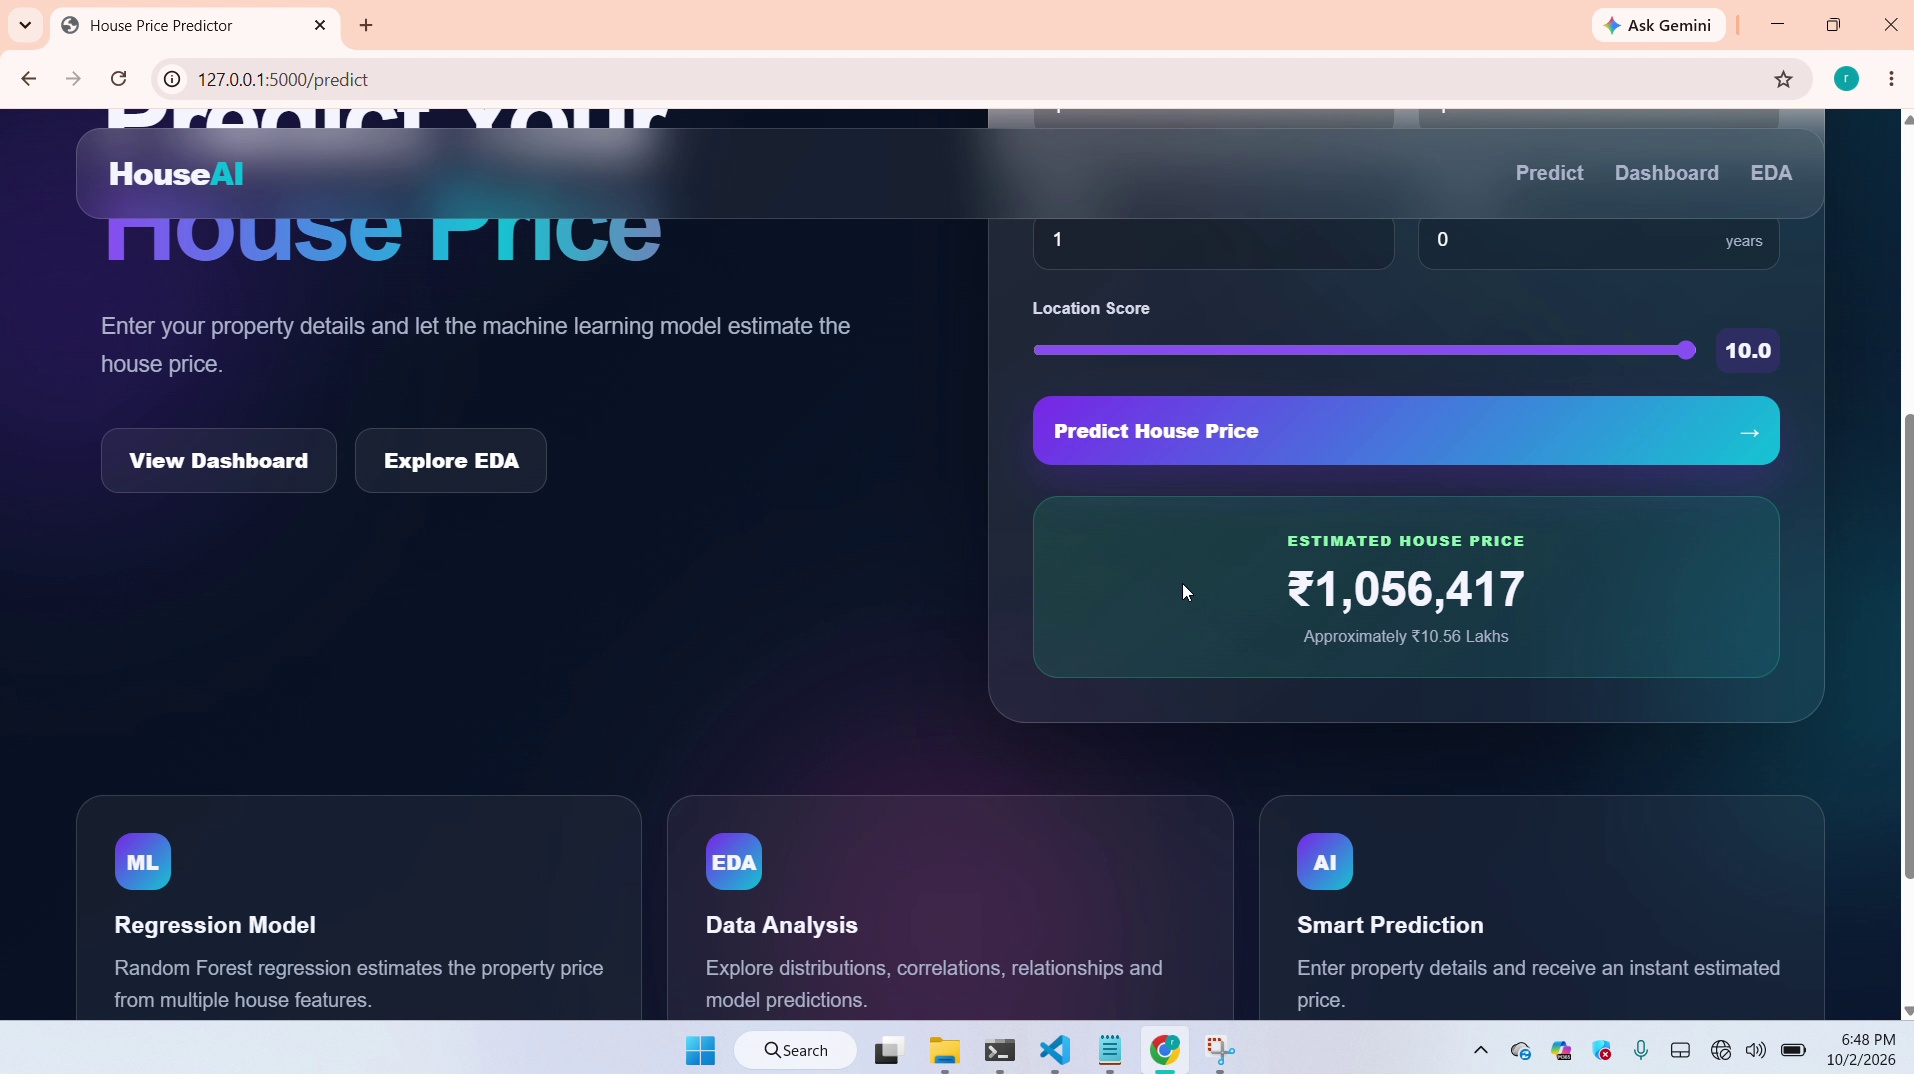 House Price Predictor
Ask Gemini
127.0.0.1:5000/predict
r
Predict Your
House Price
HouseAI
Predict
Dashboard
EDA
Enter your property details and let the machine learning model estimate the
house price.
View Dashboard
Explore EDA
1
0
years
Location Score
10.0
Predict House Price →
ESTIMATED HOUSE PRICE
₹1,056,417
Approximately ₹10.56 Lakhs
ML
Regression Model
Random Forest regression estimates the property price
from multiple house features.
EDA
Data Analysis
Explore distributions, correlations, relationships and
model predictions.
AI
Smart Prediction
Enter property details and receive an instant estimated
price.
Search
6:48 PM
10/2/2026